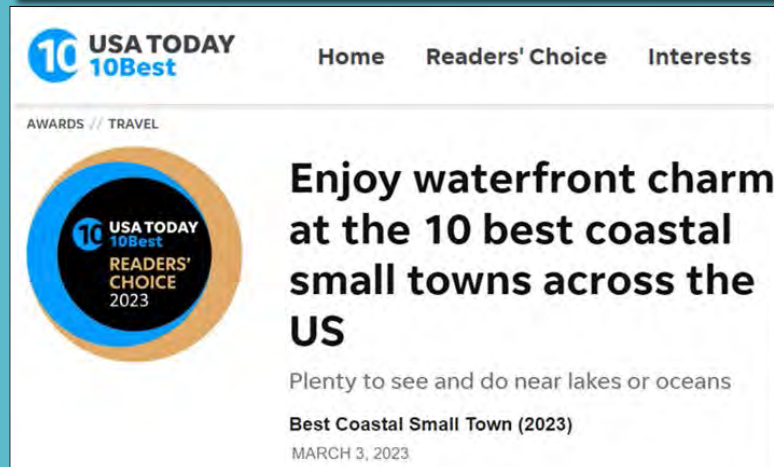 10 USA TODAY
10Best
Home Readers' Choice Interests
AWARDS // TRAVEL
10 USA TODAY
10Best
READERS'
CHOICE
2023
Enjoy waterfront charm
at the 10 best coastal
small towns across the
US
Plenty to see and do near lakes or oceans
Best Coastal Small Town (2023)
MARCH 3, 2023